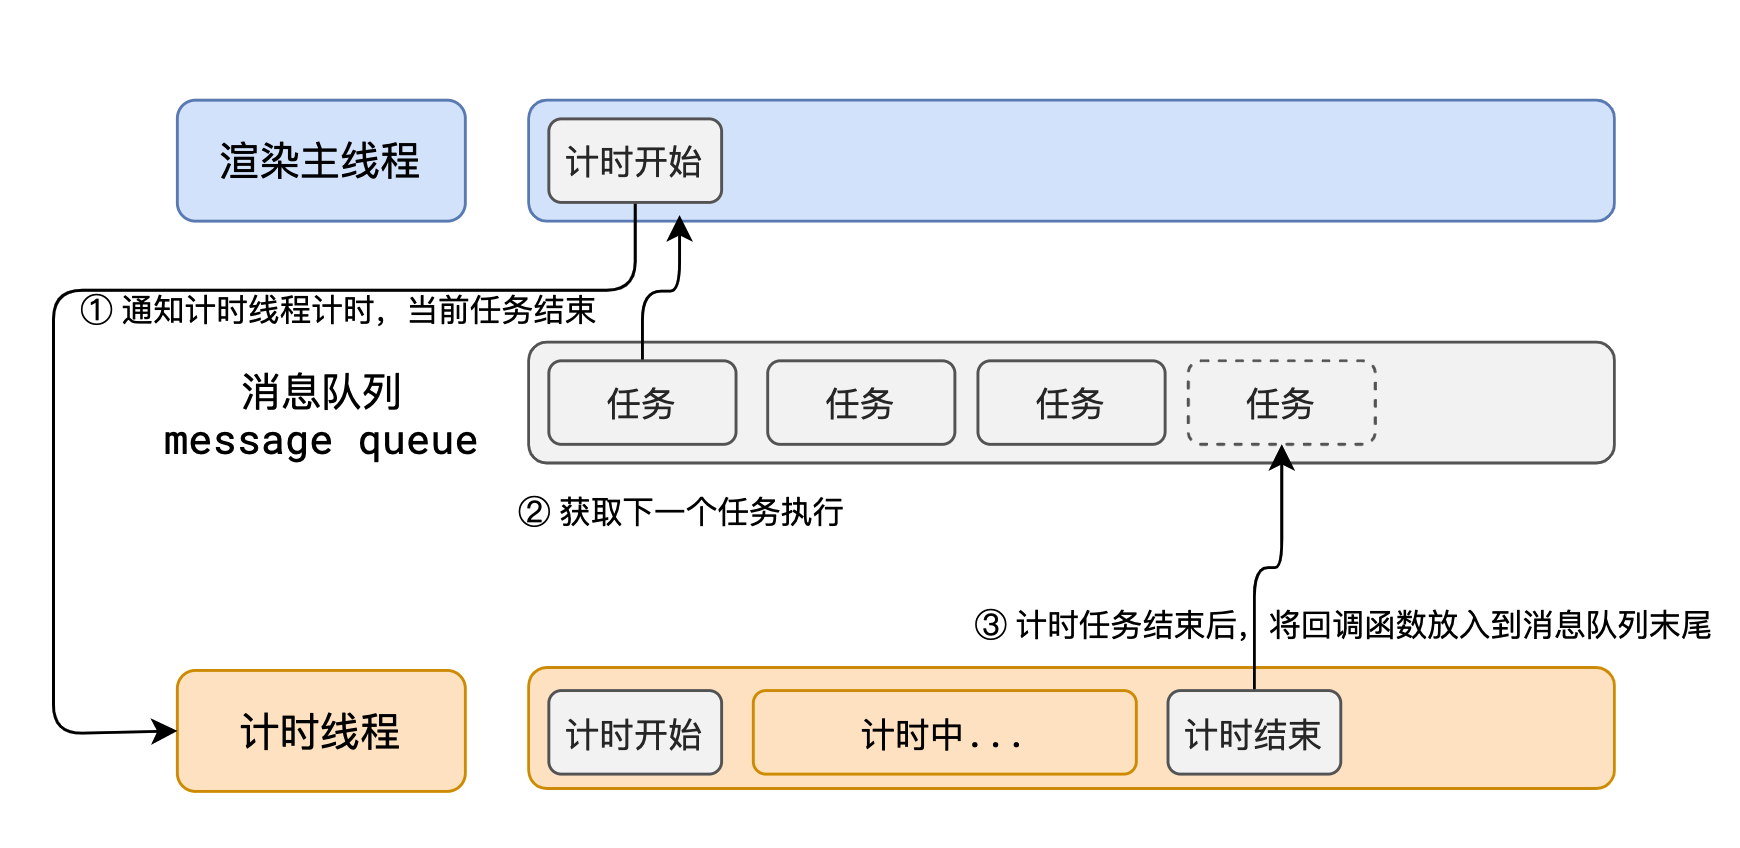 渲染主线程
计时开始
① 通知计时线程计时，当前任务结束
消息队列
message queue
任务
任务
任务
任务
② 获取下一个任务执行
③ 计时任务结束后，将回调函数放入到消息队列末尾
计时线程
计时开始
计时中...
计时结束